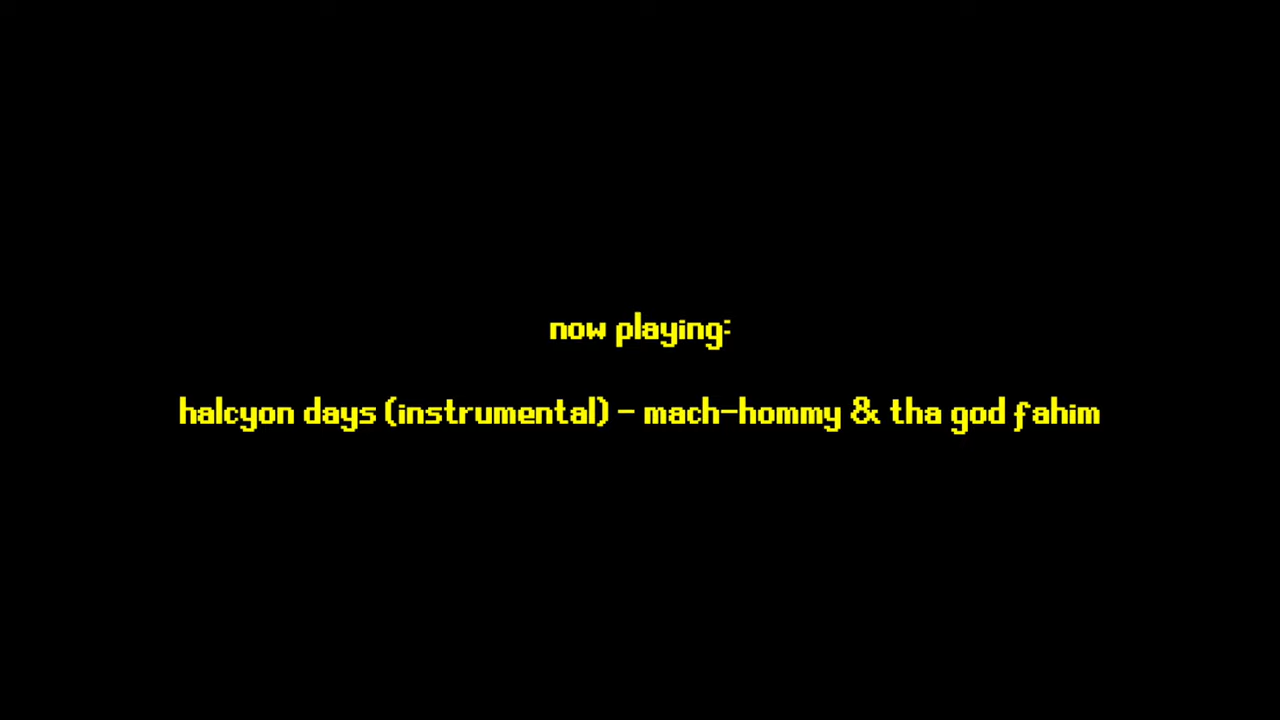 now playing:
halcyon days (instrumental) - mach-hommy & tha god fahim